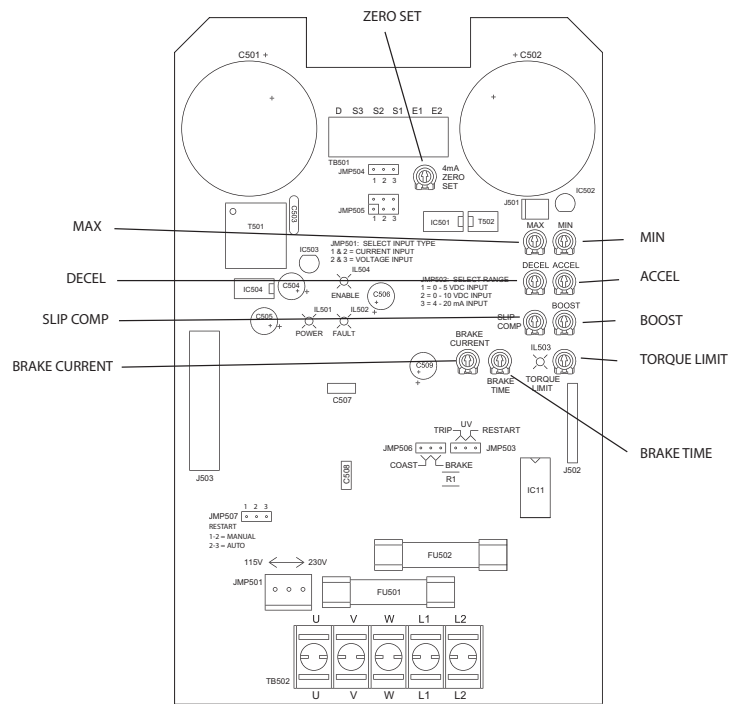 ZERO SET
C501 +
+ C502
+
+
D S3 S2 S1 E1 E2
TB501
JMP504
1 2 3
4mA
ZERO
SET
JMP505
1 2 3
C503
T501
IC501
T502
J501
IC502
MAX
MIN
MAX
MIN
JMP501: SELECT INPUT TYPE
1 & 2 = CURRENT INPUT
2 & 3 = VOLTAGE INPUT
IC503
DECEL
DECEL
ACCEL
ACCEL
IL504
ENABLE
IC504
C504
+
C506
+
JMP502: SELECT RANGE
1 = 0 - 5 VDC INPUT
2 = 0 - 10 VDC INPUT
3 = 4 - 20 mA INPUT
SLIP COMP
C505
+
IL501
POWER
IL502
FAULT
SLIP
COMP
BOOST
BOOST
BRAKE CURRENT
BRAKE
CURRENT
BRAKE
TIME
IL503
TORQUE
LIMIT
TORQUE LIMIT
C509
+
+
C507
BRAKE TIME
UV
TRIP
RESTART
JMP506
JMP503
COAST
BRAKE
R1
J503
C508
IC11
J502
1 2 3
JMP507
RESTART
1-2 = MANUAL
2-3 = AUTO
FU502
115V
230V
JMP501
FU501
U V W L1 L2
TB502
U V W L1 L2